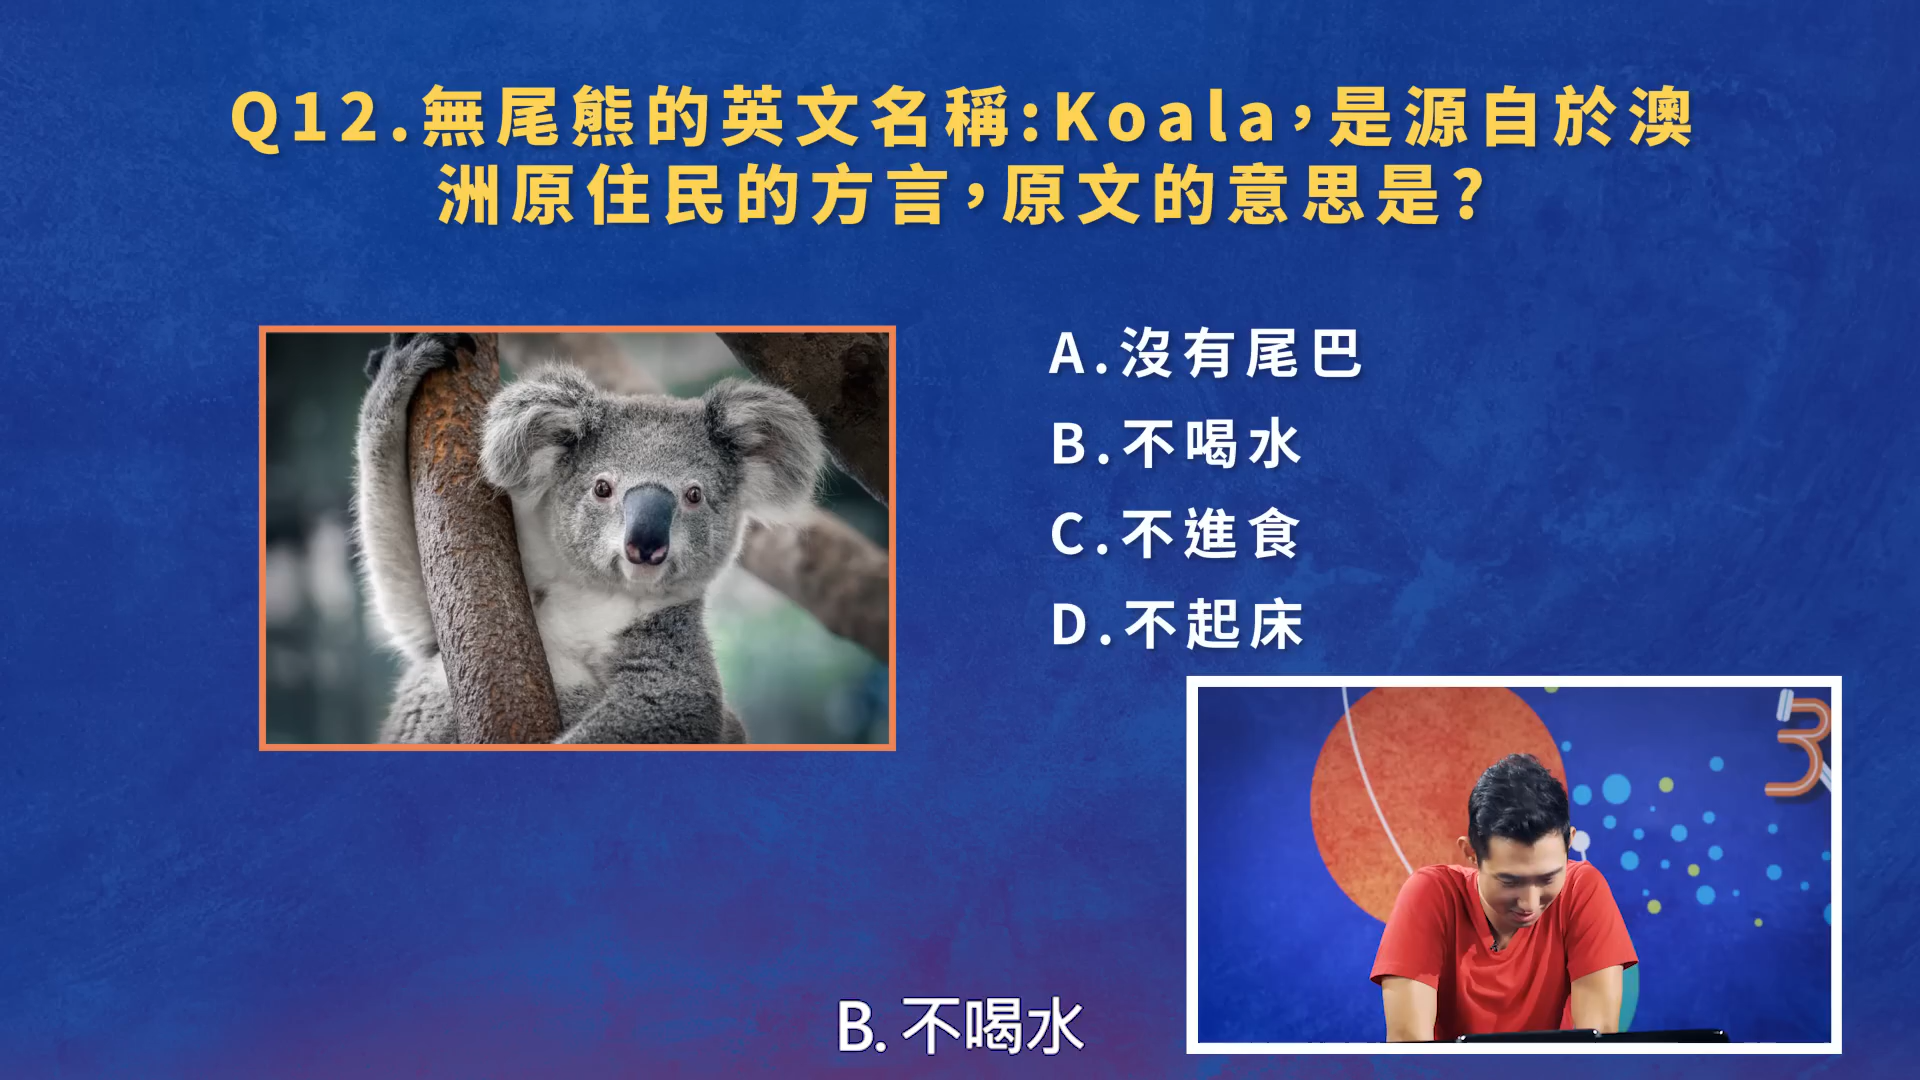 Q12.無尾熊的英文名稱:Koala,是源自於澳
洲原住民的方言,原文的意思是?
A.沒有尾巴
B.不喝水
C.不進食
D.不起床
B. 不喝水